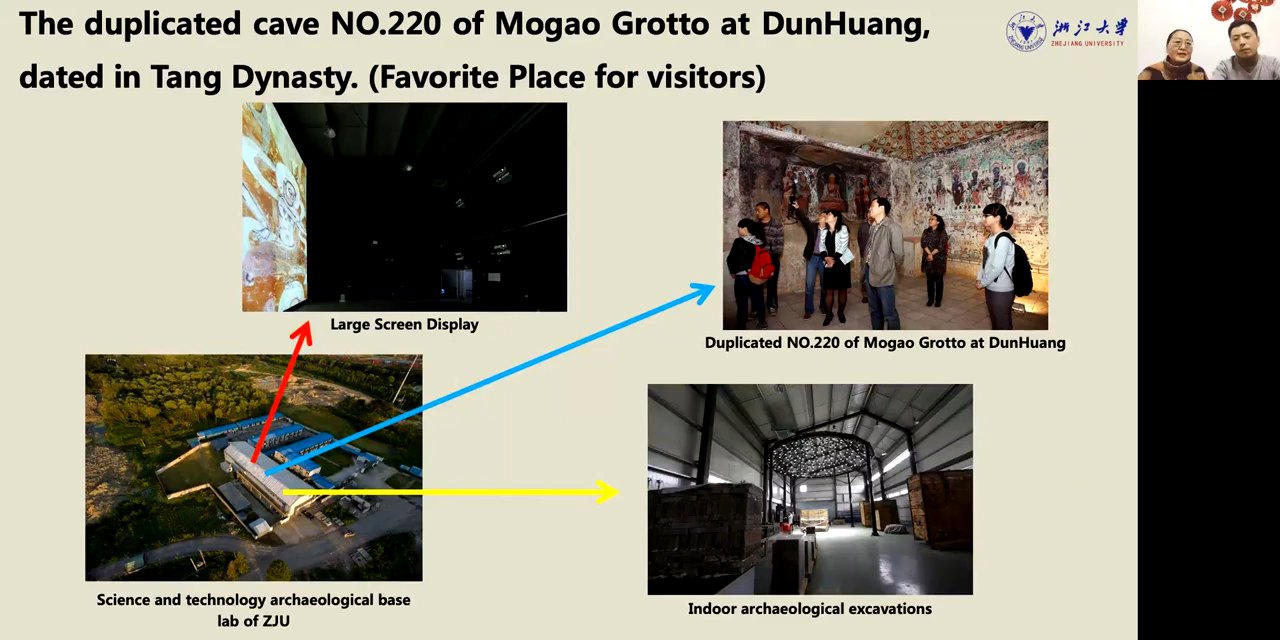 The duplicated cave NO.220 of Mogao Grotto at DunHuang,
dated in Tang Dynasty. (Favorite Place for visitors)
浙江大学
ZHEJIANG UNIVERSITY
Large Screen Display
Duplicated NO.220 of Mogao Grotto at DunHuang
Science and technology archaeological base
lab of ZJU
Indoor archaeological excavations